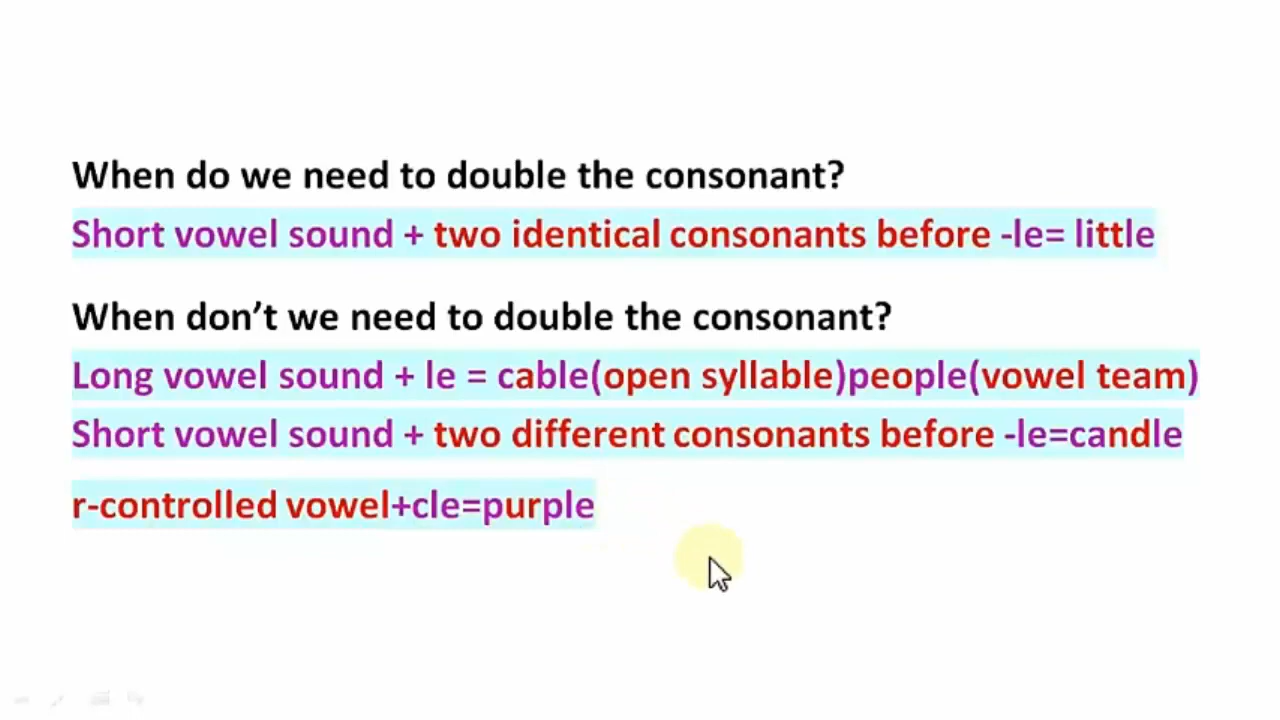 When do we need to double the consonant?
Short vowel sound + two identical consonants before -le= little
When don’t we need to double the consonant?
Long vowel sound + le = cable(open syllable)people(vowel team)
Short vowel sound + two different consonants before -le=candle
r-controlled vowel+cle=purple